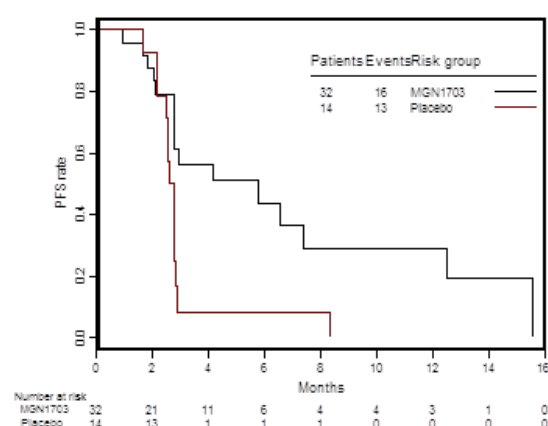 Patients Events Risk group
32 16 MGN1703
14 13 Placebo
1.0
0.8
0.6
0.4
0.2
0.0
PFS rate
0 2 4 6 8 10 12 14 16
Months
Number at risk
MGN1703 32 21 11 6 4 4 3 1 0
Placebo 14 13 1 1 1 0 0 0 0